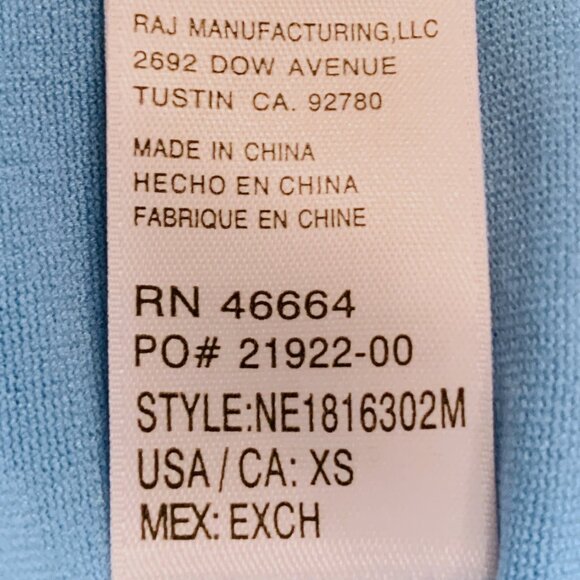 RAJ MANUFACTURING,LLC
2692 DOW AVENUE
TUSTIN CA. 92780
MADE IN CHINA
HECHO EN CHINA
FABRIQUE EN CHINE
RN 46664
PO# 21922-00
STYLE:NE1816302M
USA/CA: XS
MEX: EXCH